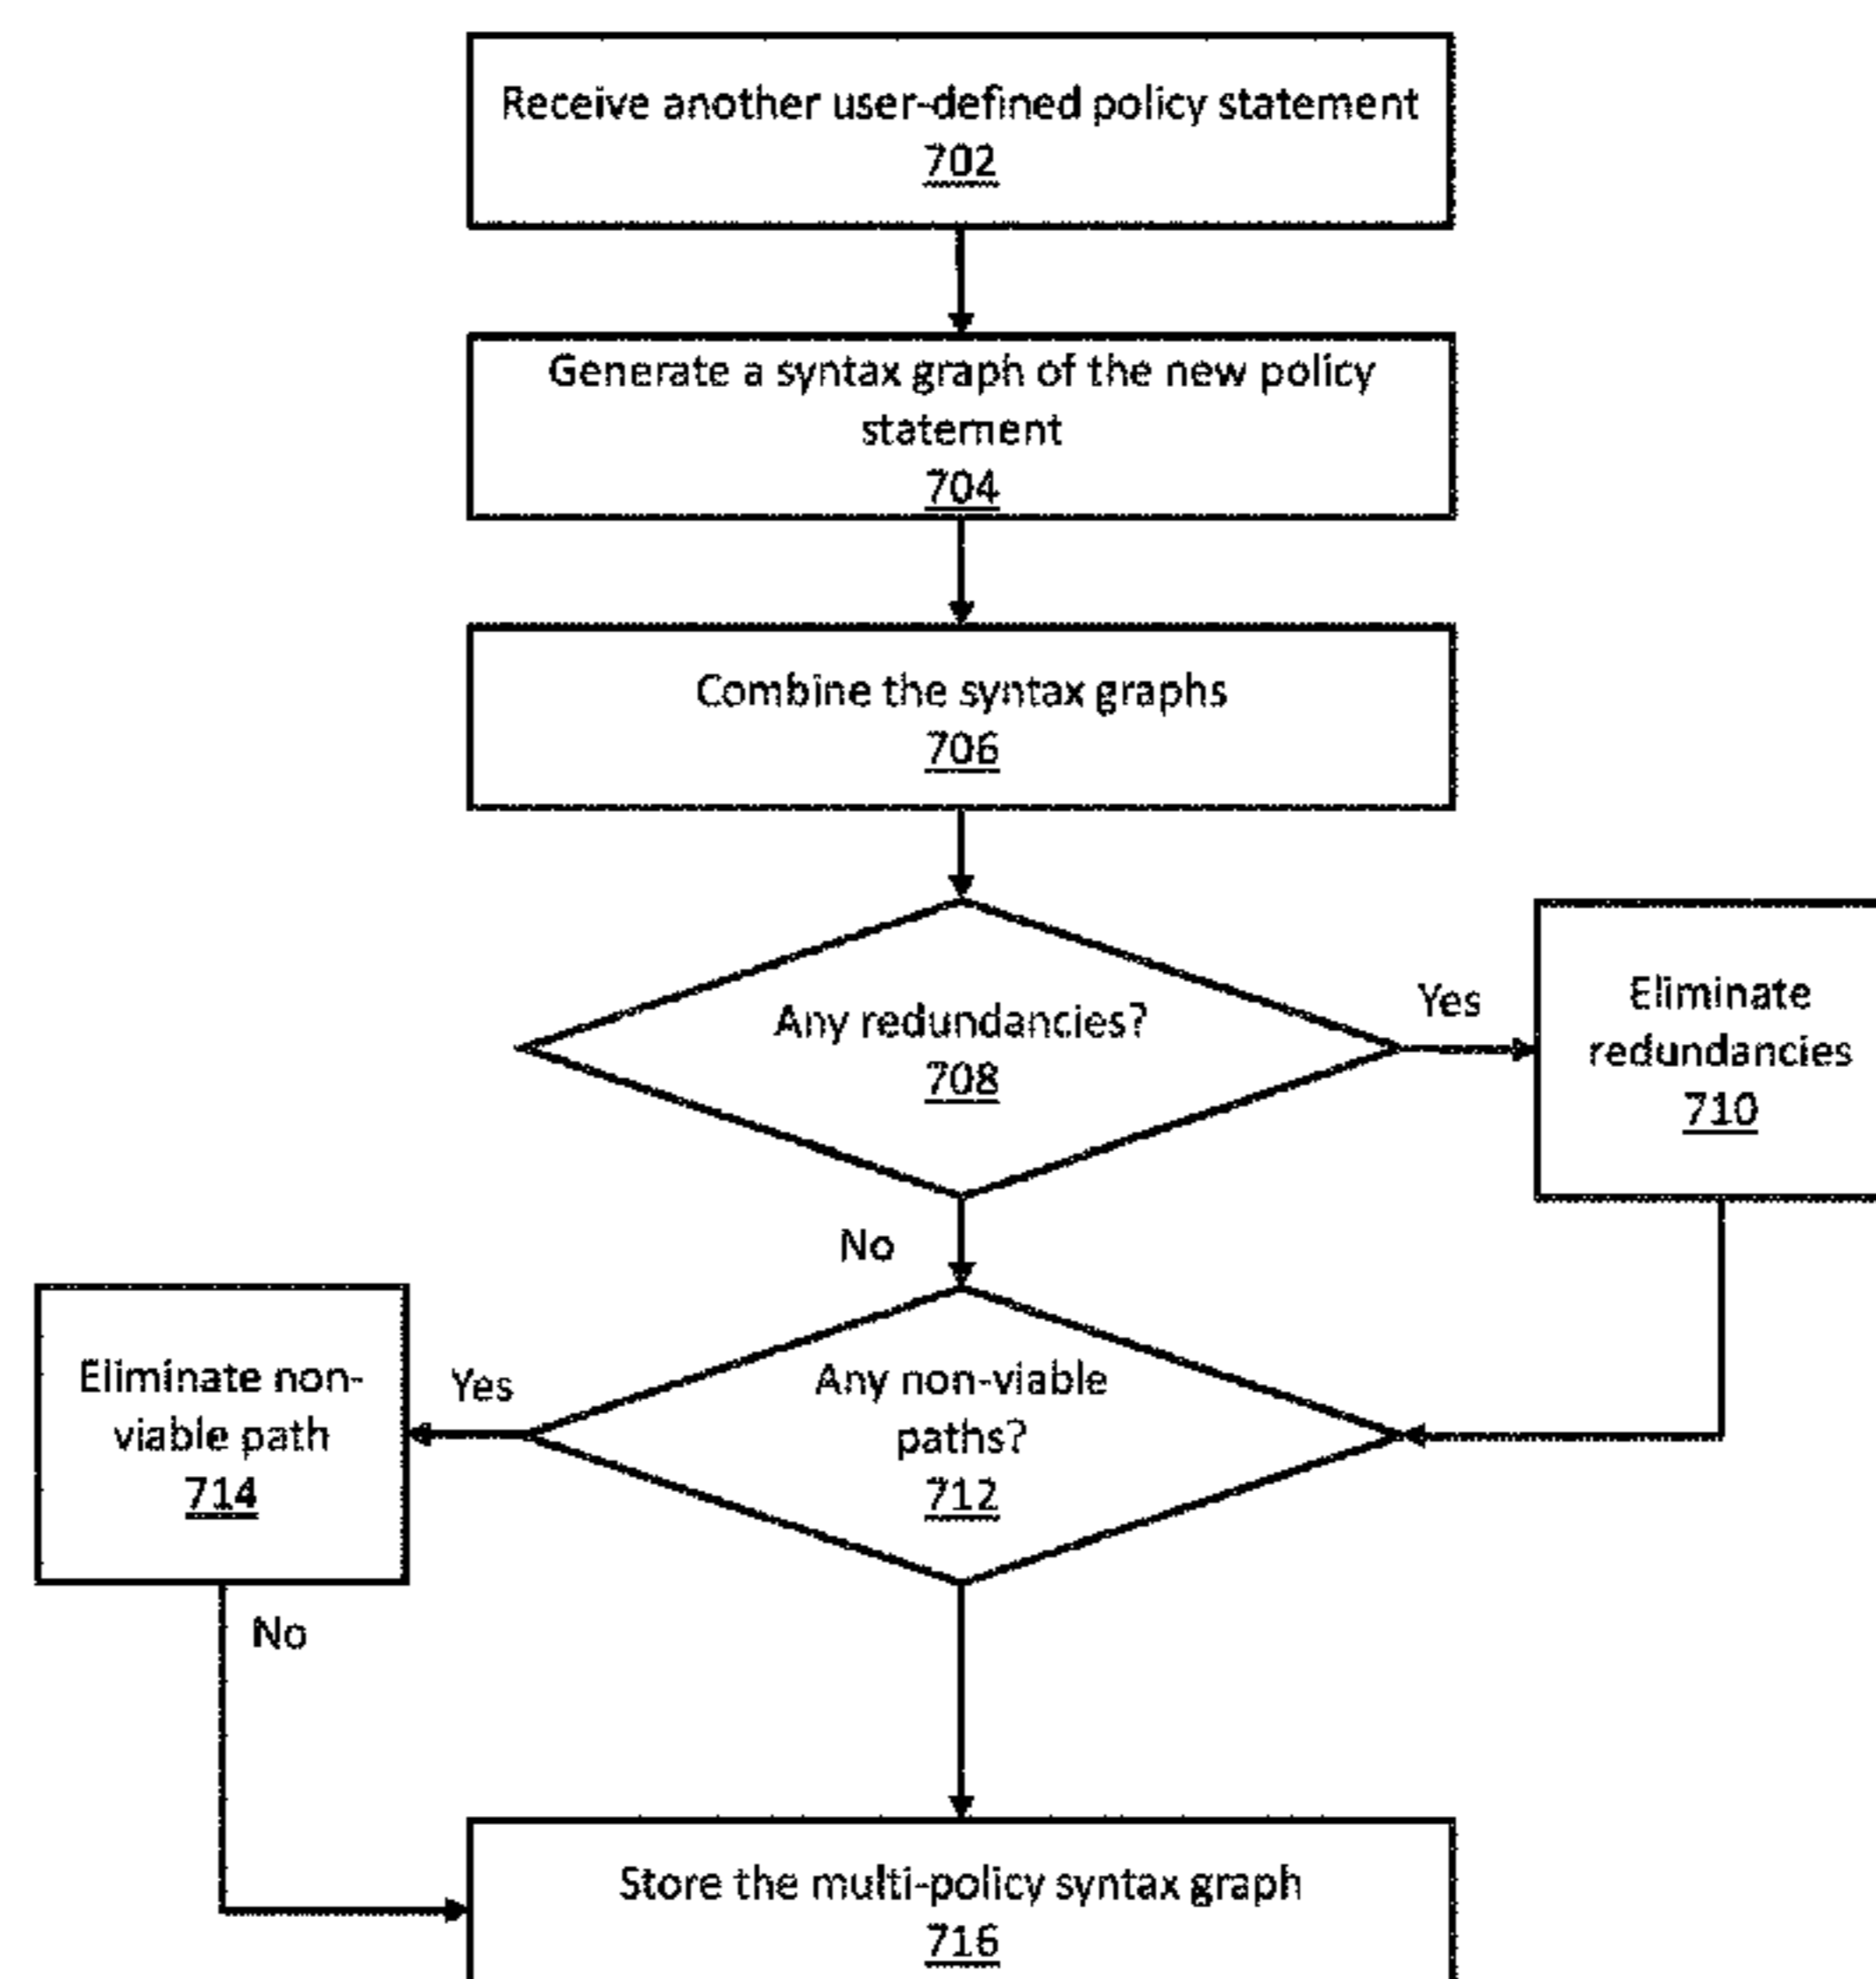 Receive another user-defined policy statement
702
Generate a syntax graph of the new policy
statement
704
Combine the syntax graphs
706
Any redundancies?
708
Yes
Eliminate
redundancies
710
No
Any non-viable
paths?
712
Yes
Eliminate non-
viable path
714
No
Store the multi-policy syntax graph
716